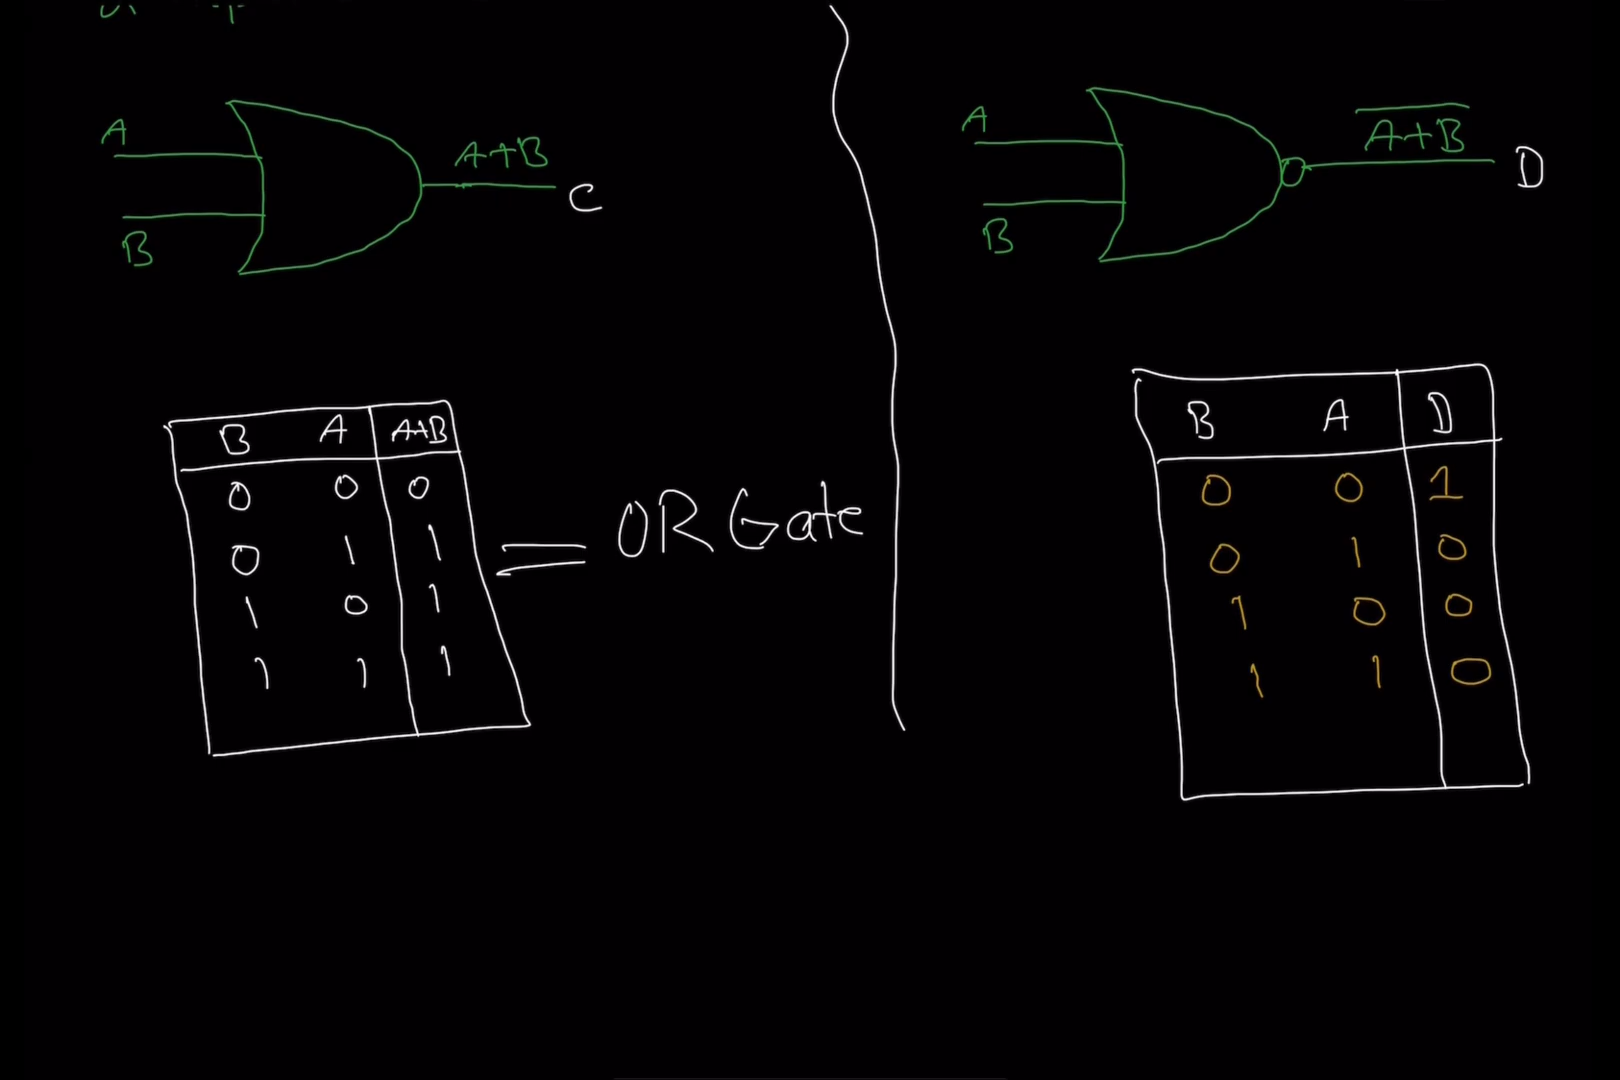 A
A+B
C
B
B A A+B
0 0 0
0 1 1
1 0 1
1 1 1
= OR Gate
A
A+B
D
B
B A D
0 0 1
0 1 0
1 0 0
1 1 0